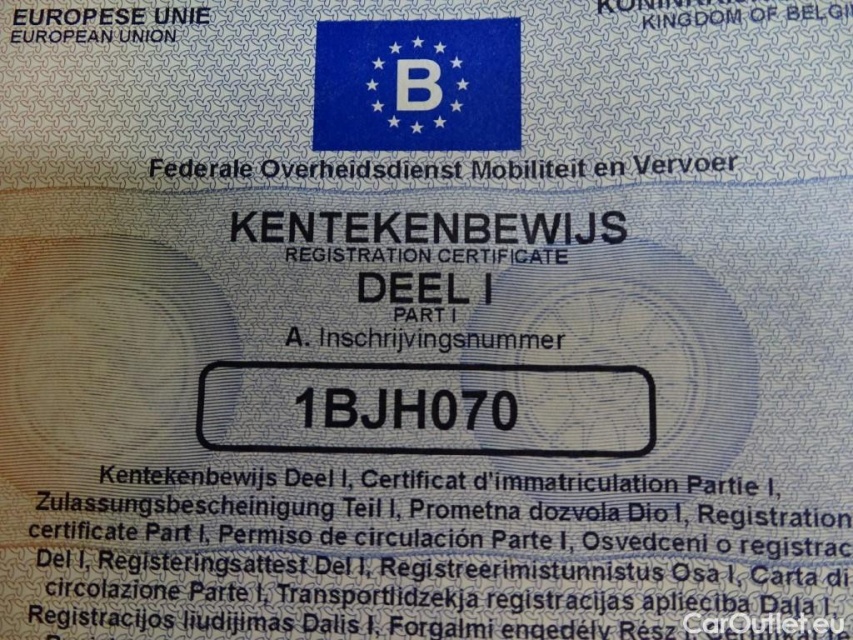 EUROPESE UNIE
EUROPEAN UNION
KINGDOM OF
B
Federale Overheidsdienst Mobiliteit en Vervoer
KENTEKENBEWIJS
REGISTRATION CERTIFICATE
DEEL I
PART I
A. Inschrijvingsnummer
1BJH070
Kentekenbewijs Deel I, Certificat d'immatriculation Partie I,
Zulassungsbescheinigung Teil I, Prometna dozvola Dio I, Registration
certificate Part I, Permiso de circulación Parte I, Osvedceni o registrac
Del I, Registeringsattest Del I, Registreerimistunnistus Osa I, Carta di
circolazione Parte I, Transportlidzekja registracijas apliecība Daļa I,
Registracijos liudijimas Dalis I, Forgalmi engedély Rész
CarOutlet.eu